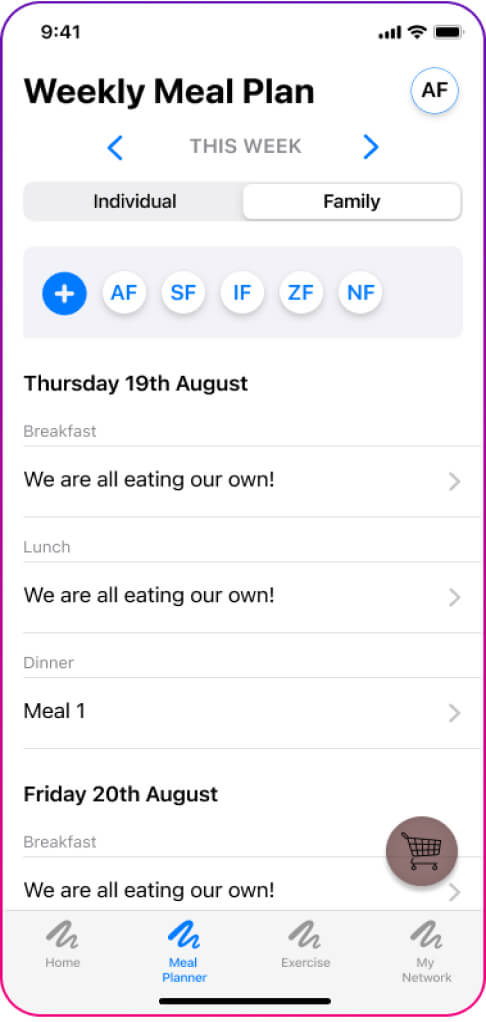 9:41
Weekly Meal Plan
AF
THIS WEEK
Individual Family
AF SF IF ZF NF
Thursday 19th August
Breakfast
We are all eating our own!
Lunch
We are all eating our own!
Dinner
Meal 1
Friday 20th August
Breakfast
We are all eating our own!
Home
Meal
Planner
Exercise
My
Network